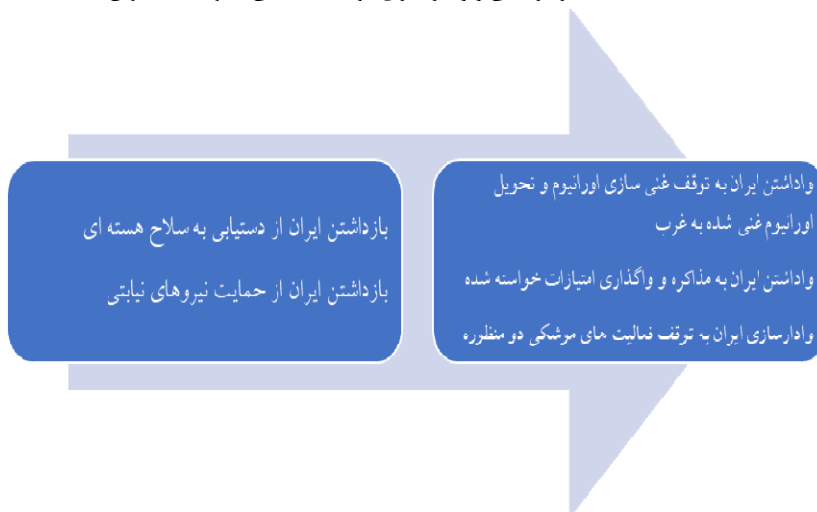 بازداشتن ایران از دستیابی به سلاح هسته ای
بازداشتن ایران از حمایت نیروهای نیابتی
واداشتن ایران به توقف غنی سازی اورانیوم و تحویل
اورانیوم غنی شده به غرب
واداشتن ایران به مذاکره و واگذاری امتیازات خواسته شده
وادارسازی ایران به توقف فعالیت های موشکی دو منظوره